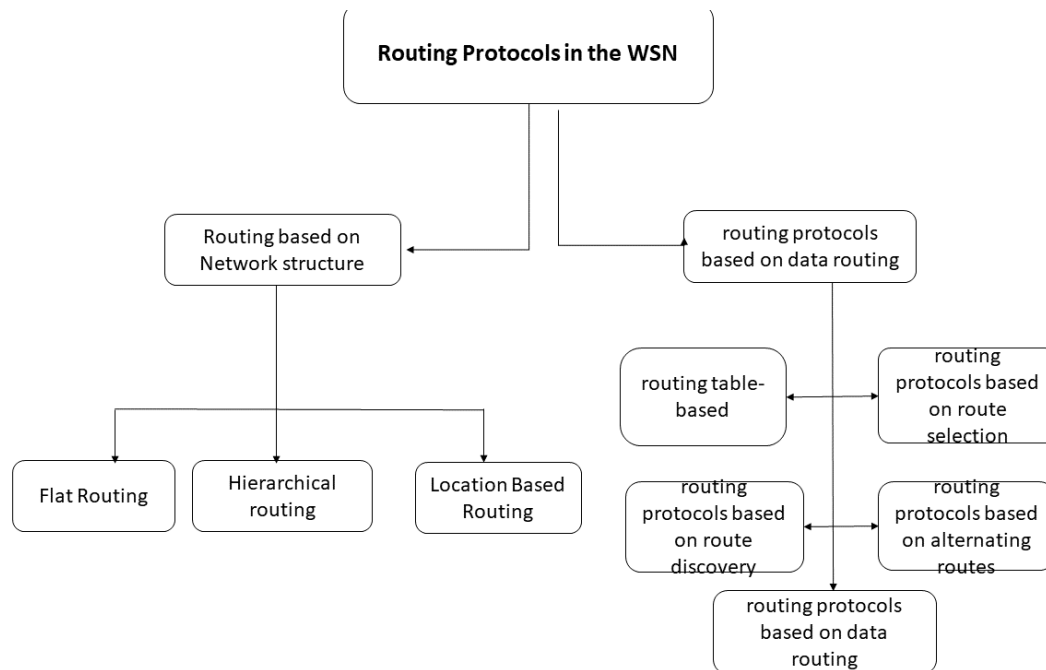 Routing Protocols in the WSN
Routing based on
Network structure
routing protocols
based on data routing
routing table-
based
routing
protocols based
on route
selection
Flat Routing
Hierarchical
routing
Location Based
Routing
routing
protocols based
on route
discovery
routing
protocols based
on alternating
routes
routing protocols
based on data
routing